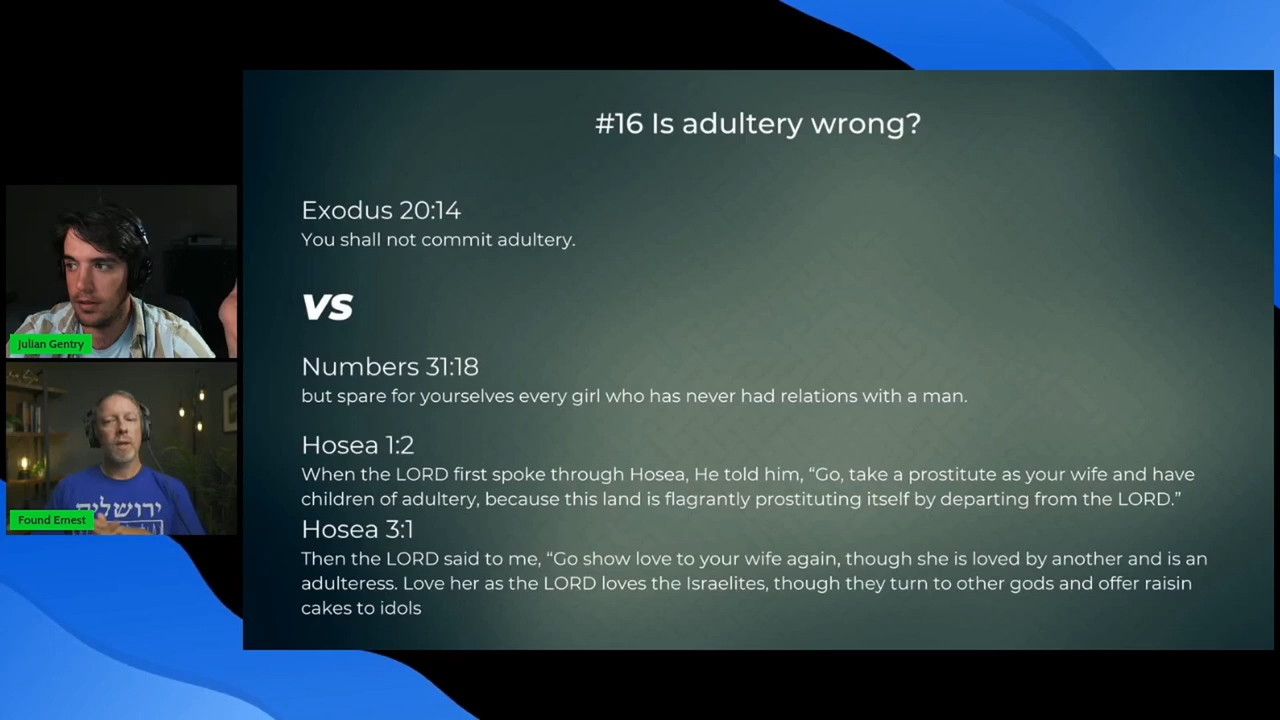 #16 Is adultery wrong?
Exodus 20:14
You shall not commit adultery.
VS
Numbers 31:18
but spare for yourselves every girl who has never had relations with a man.
Hosea 1:2
When the LORD first spoke through Hosea, He told him, “Go, take a prostitute as your wife and have
children of adultery, because this land is flagrantly prostituting itself by departing from the LORD.”
Hosea 3:1
Then the LORD said to me, “Go show love to your wife again, though she is loved by another and is an
adulteress. Love her as the LORD loves the Israelites, though they turn to other gods and offer raisin
cakes to idols
Julian Gentry
ירושלים
Found Ernest